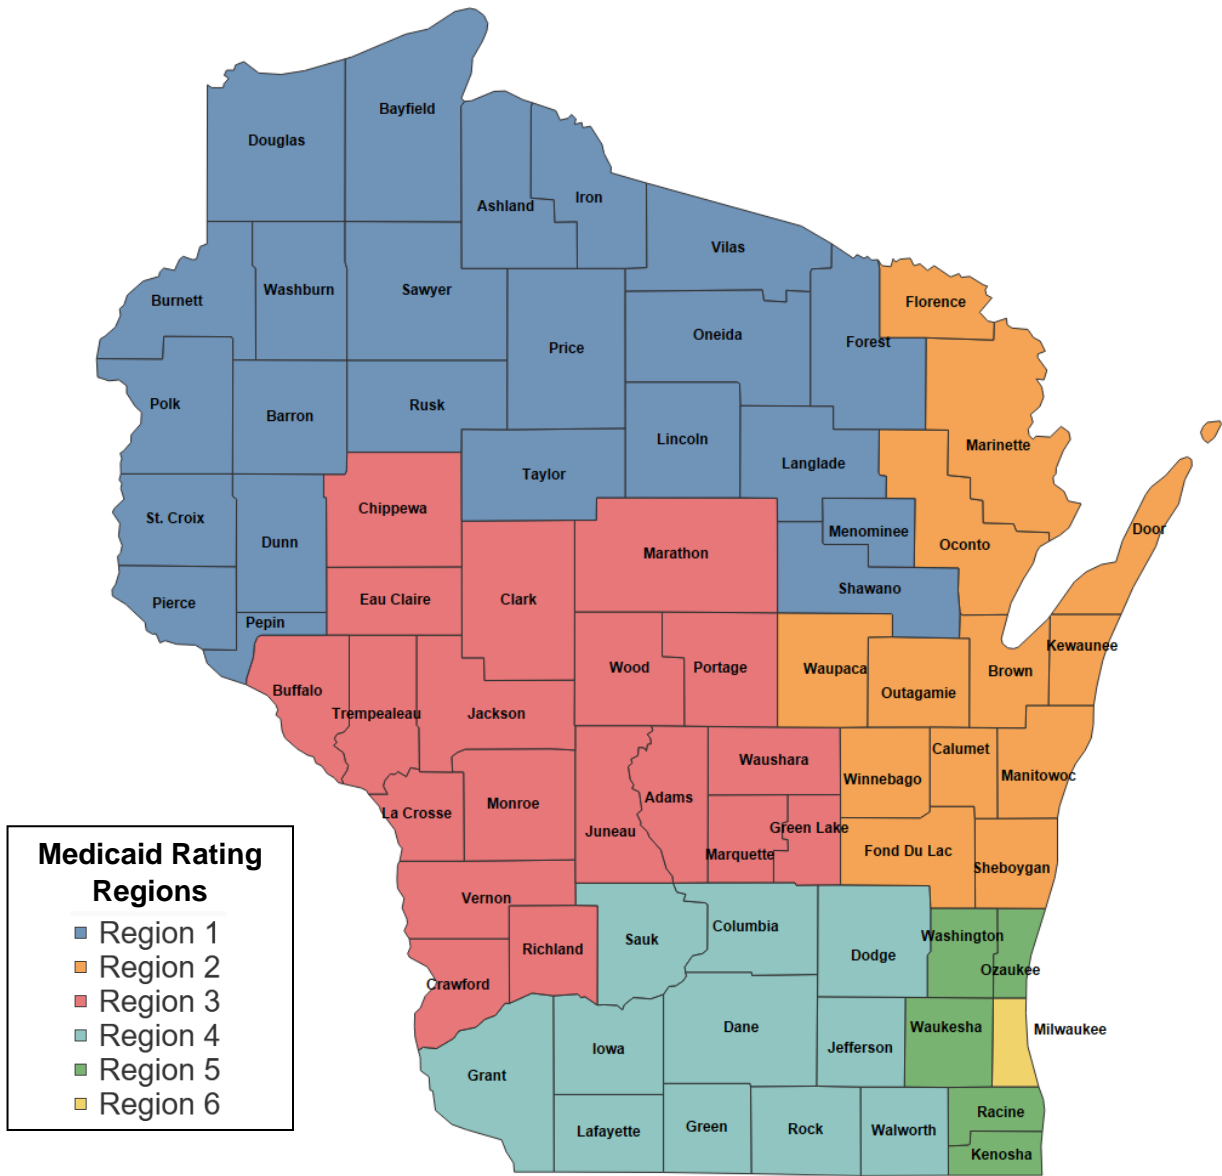 Bayfield
Douglas
Iron
Ashland
Vilas
Washburn
Sawyer
Burnett
Florence
Oneida
Forest
Price
Polk
Rusk
Barron
Lincoln
Marinette
Langlade
Taylor
Chippewa
St. Croix
Door
Menominee
Dunn
Oconto
Marathon
Shawano
Eau Claire
Clark
Pierce
Pepin
Kewaunee
Wood
Portage
Waupaca
Brown
Buffalo
Outagamie
Trempealeau
Jackson
Calumet
Waushara
Manitowoc
Winnebago
Adams
Monroe
La Crosse
Green Lake
Juneau
Fond Du Lac
Marquette
Sheboygan
Vernon
Columbia
Washington
Sauk
Richland
Dodge
Ozaukee
Crawford
Dane
Waukesha
Milwaukee
Iowa
Jefferson
Grant
Racine
Green
Rock
Walworth
Lafayette
Kenosha
Medicaid Rating
Regions
Region 1
Region 2
Region 3
Region 4
Region 5
Region 6